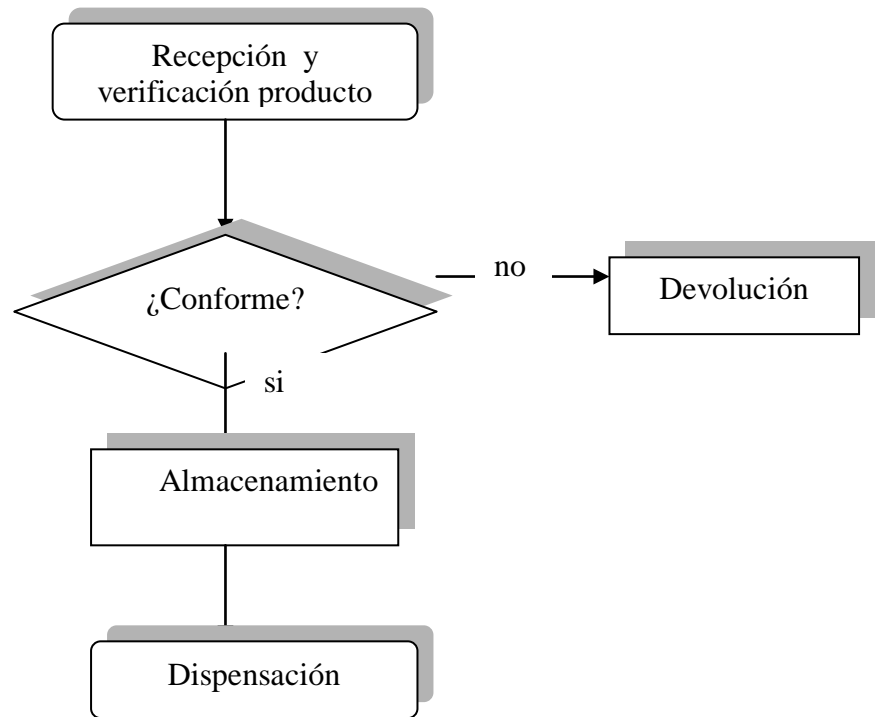 Recepción y
verificación producto
¿Conforme?
no
Devolución
si
Almacenamiento
Dispensación